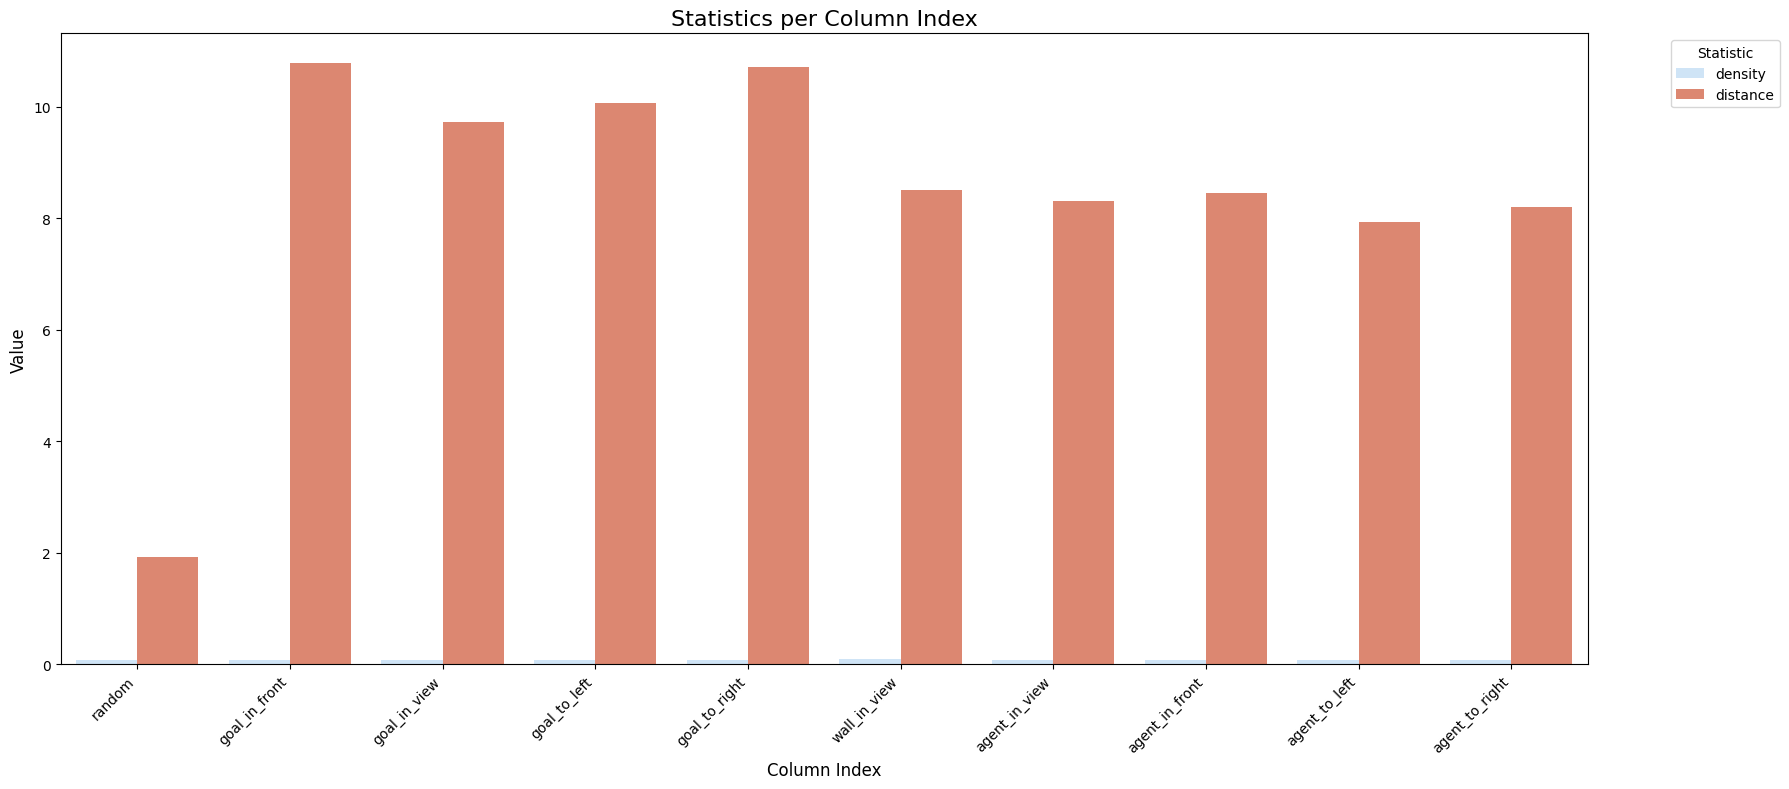 Statistics per Column Index
Statistic
density
distance
Value
10
8
6
4
2
0
random
goal_in_front
goal_in_view
goal_to_left
goal_to_right
wall_in_view
agent_in_view
agent_in_front
agent_to_left
agent_to_right
Column Index